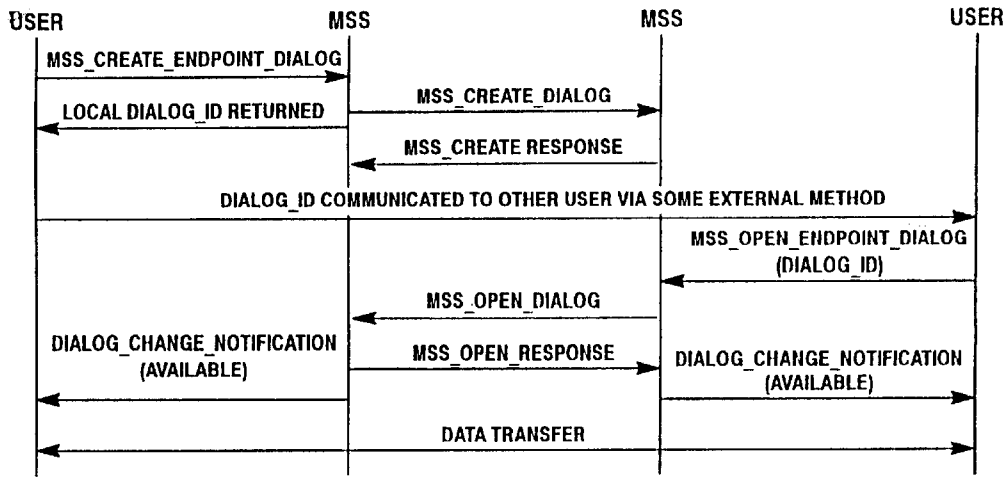 USER
MSS
MSS
USER
MSS_CREATE_ENDPOINT_DIALOG
MSS_CREATE_DIALOG
LOCAL DIALOG_ID RETURNED
MSS_CREATE RESPONSE
DIALOG_ID COMMUNICATED TO OTHER USER VIA SOME EXTERNAL METHOD
MSS_OPEN_ENDPOINT_DIALOG
(DIALOG_ID)
MSS_OPEN_DIALOG
DIALOG_CHANGE_NOTIFICATION
(AVAILABLE)
MSS_OPEN_RESPONSE
DIALOG_CHANGE_NOTIFICATION
(AVAILABLE)
DATA TRANSFER